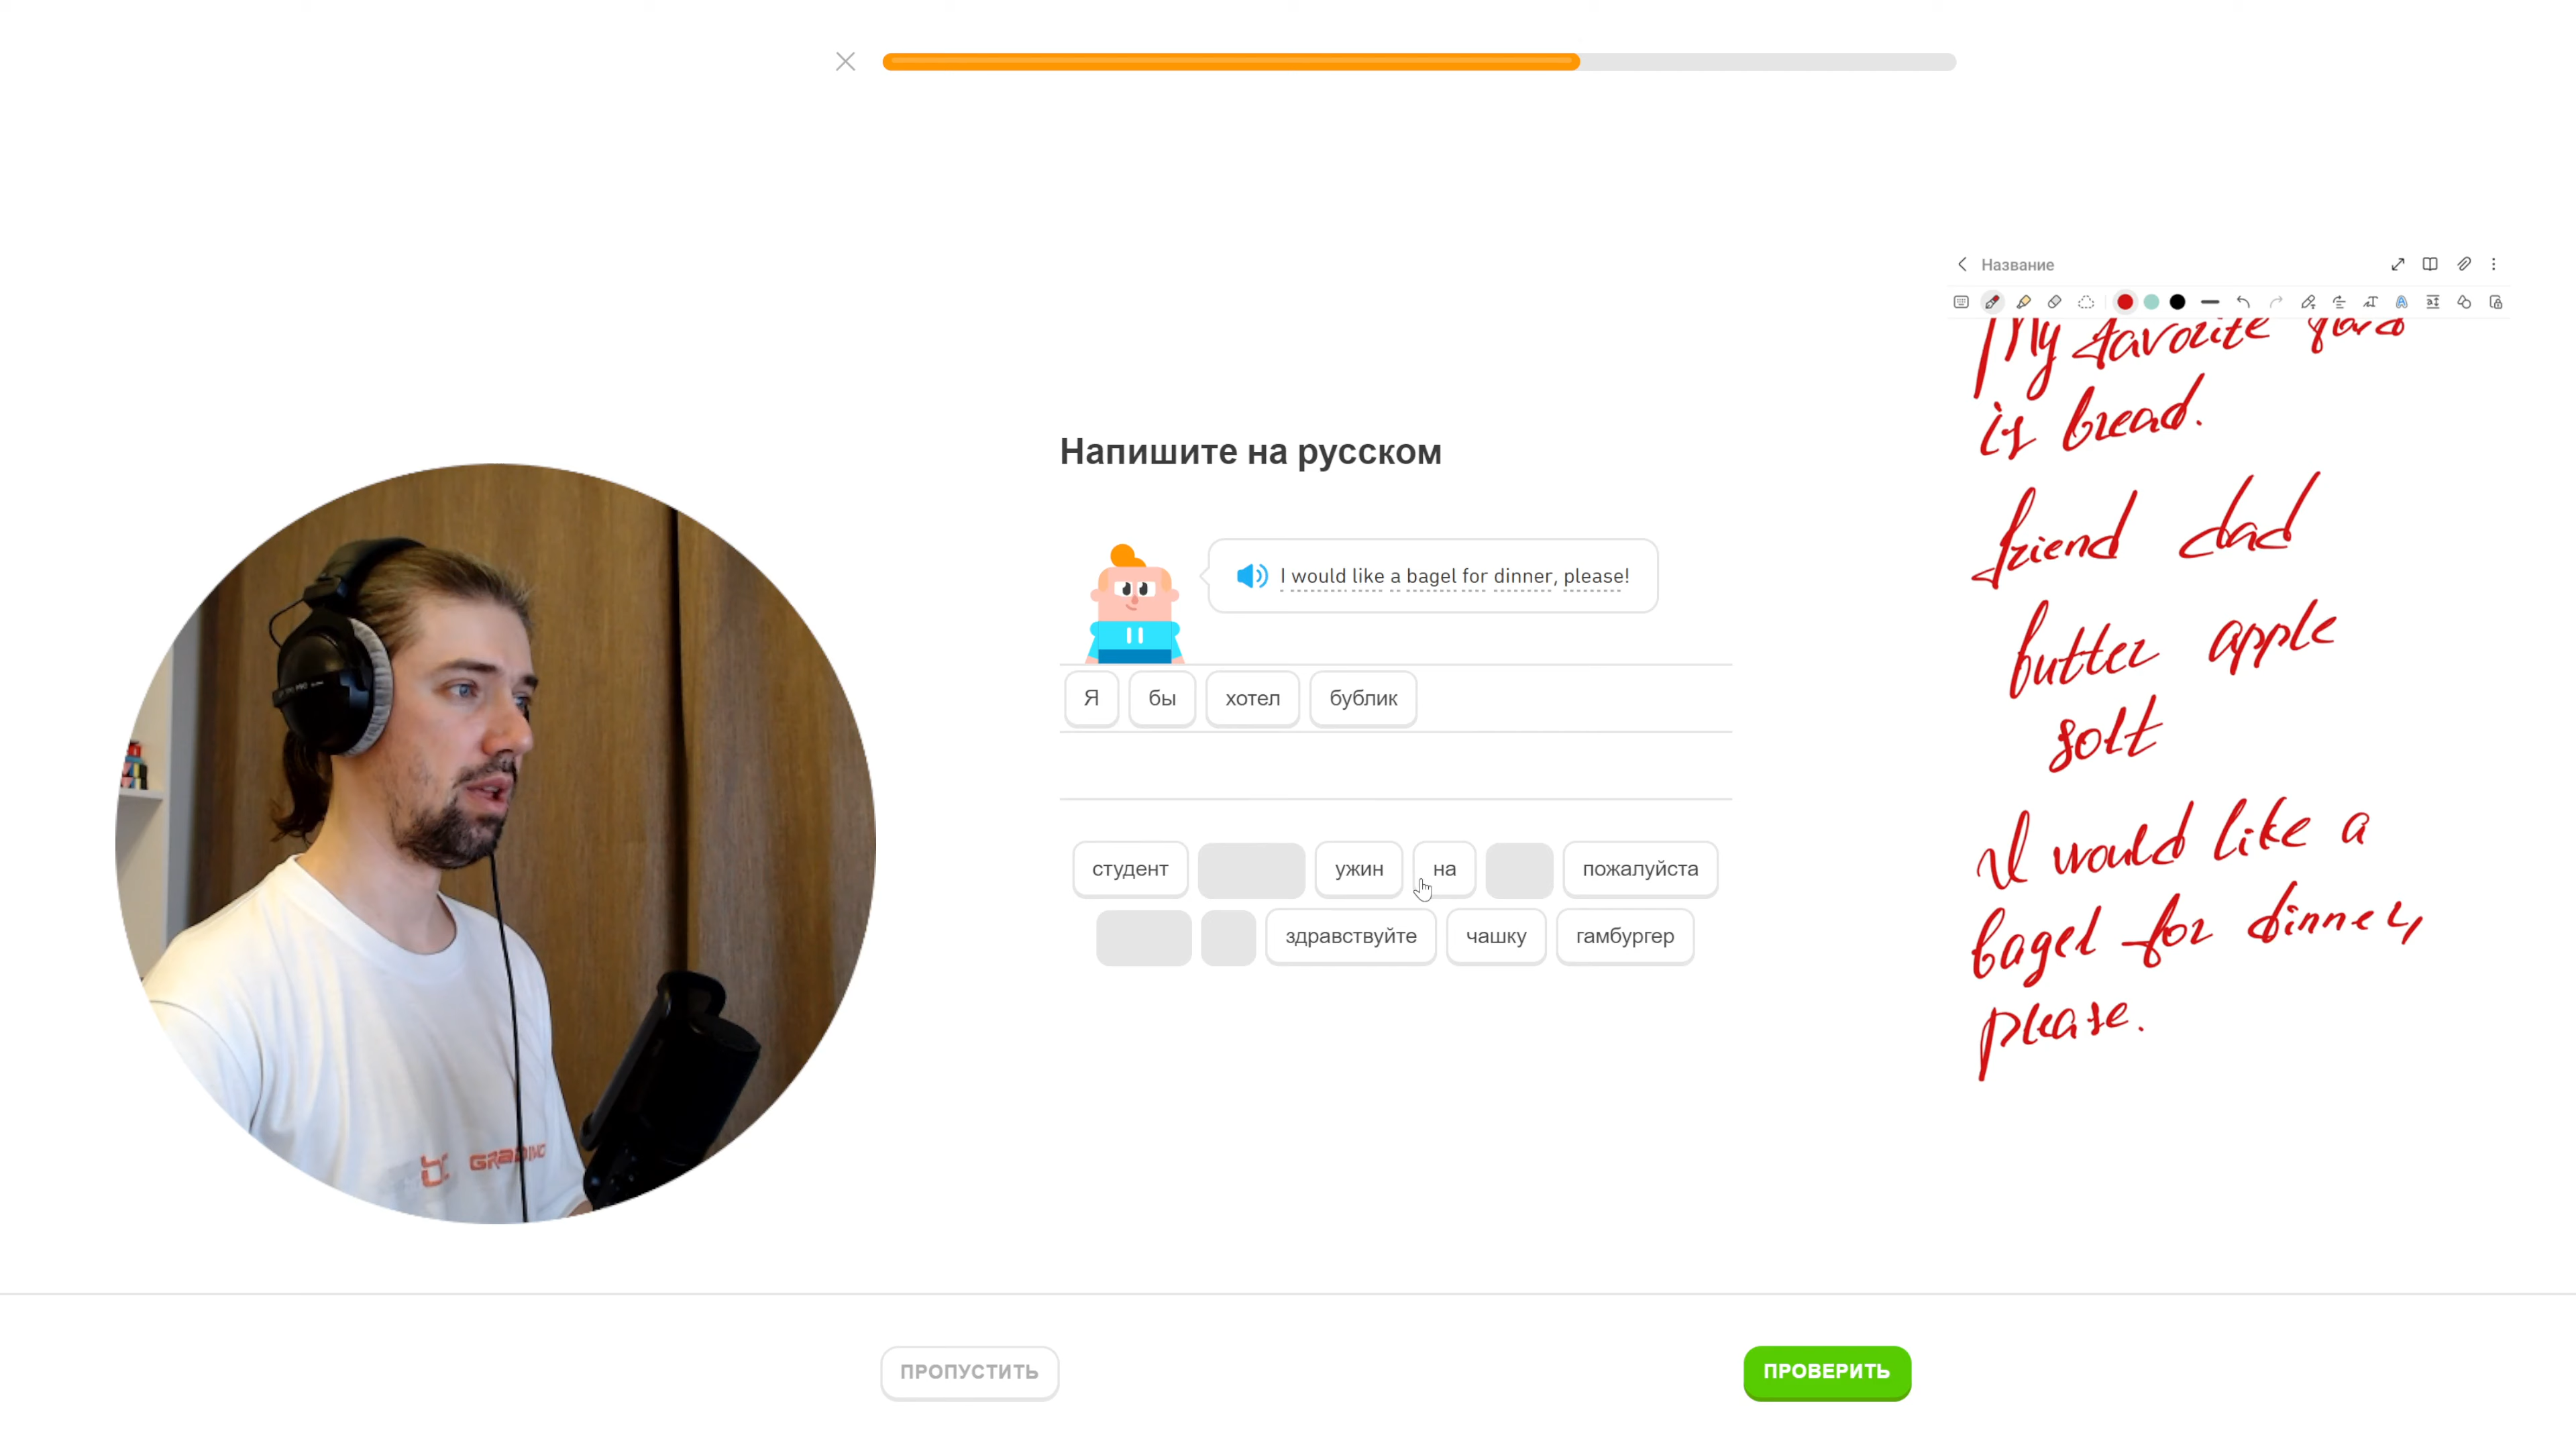 Напишите на русском
I would like a bagel for dinner, please!
Я бы хотел бублик
студент ужин на пожалуйста
здравствуйте чашку гамбургер
ПРОПУСТИТЬ
ПРОВЕРИТЬ
Название
My favorite
is bread.
friend dad
butter apple
solt
I would like a
bagel for dinner,
please.